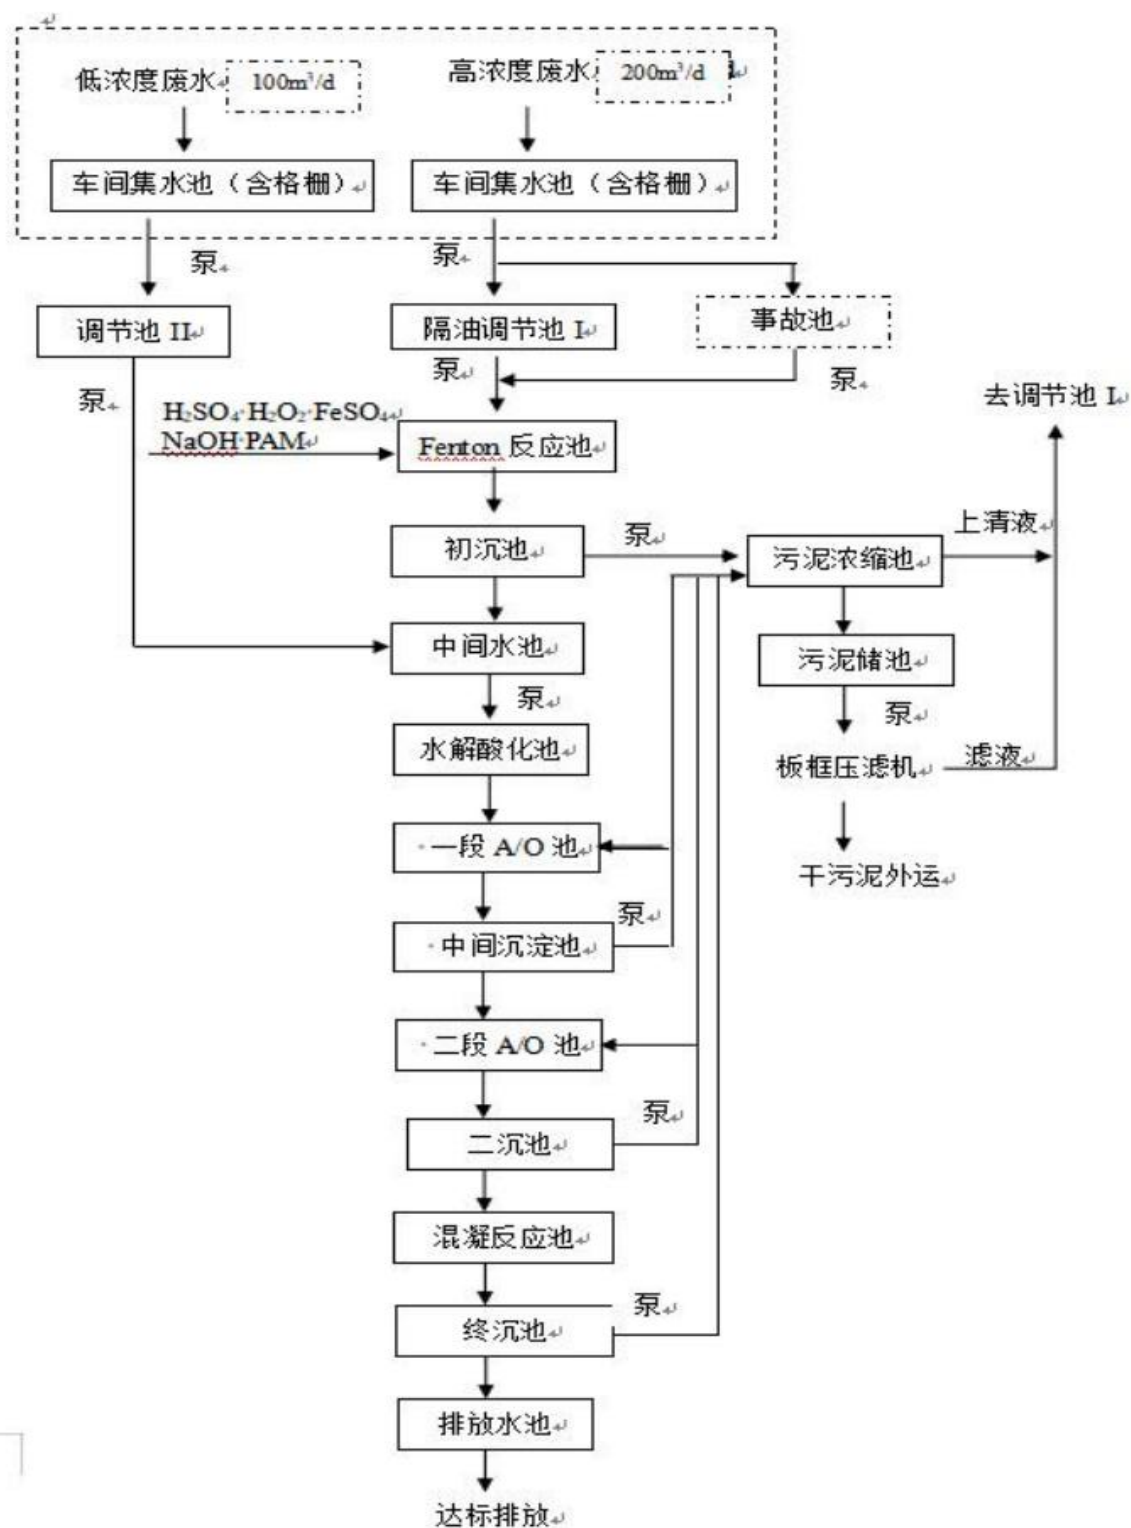 低浓度废水
100m³/d
高浓度废水
200m³/d
车间集水池（含格栅）
车间集水池（含格栅）
泵
泵
调节池 II
隔油调节池 I
事故池
泵
泵
泵
去调节池 I
H₂SO₄·H₂O₂·FeSO₄
NaOH·PAM
Fenton 反应池
初沉池
泵
污泥浓缩池
上清液
中间水池
污泥储池
泵
泵
水解酸化池
板框压滤机
滤液
一段 A/O 池
干污泥外运
泵
中间沉淀池
二段 A/O 池
泵
二沉池
混凝反应池
泵
终沉池
排放水池
达标排放